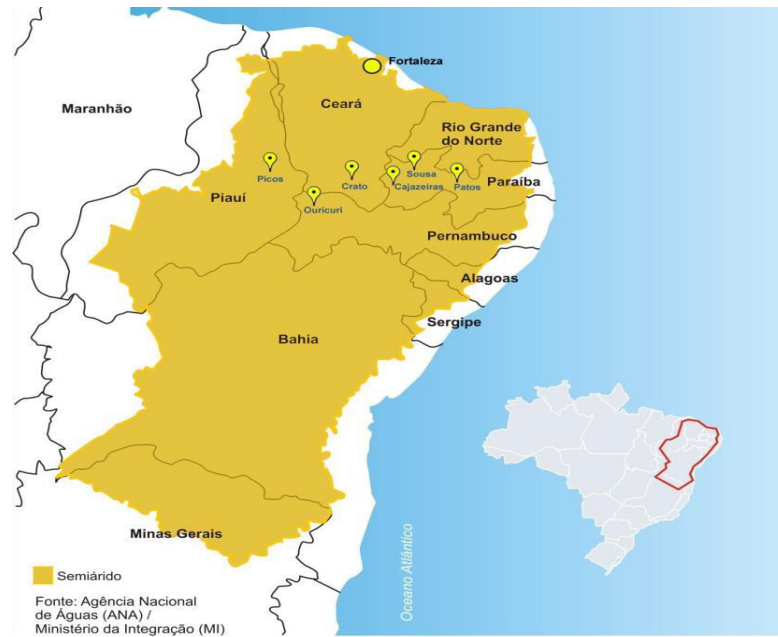 Fortaleza
Maranhão
Ceará
Rio Grande
do Norte
Picos
Crato
Sousa
Cajazeiras
Patos
Paraíba
Piauí
Ouricuri
Pernambuco
Alagoas
Sergipe
Bahia
Minas Gerais
Oceano Atlântico
Semiárido
Fonte: Agência Nacional
de Águas (ANA) /
Ministério da Integração (MI)